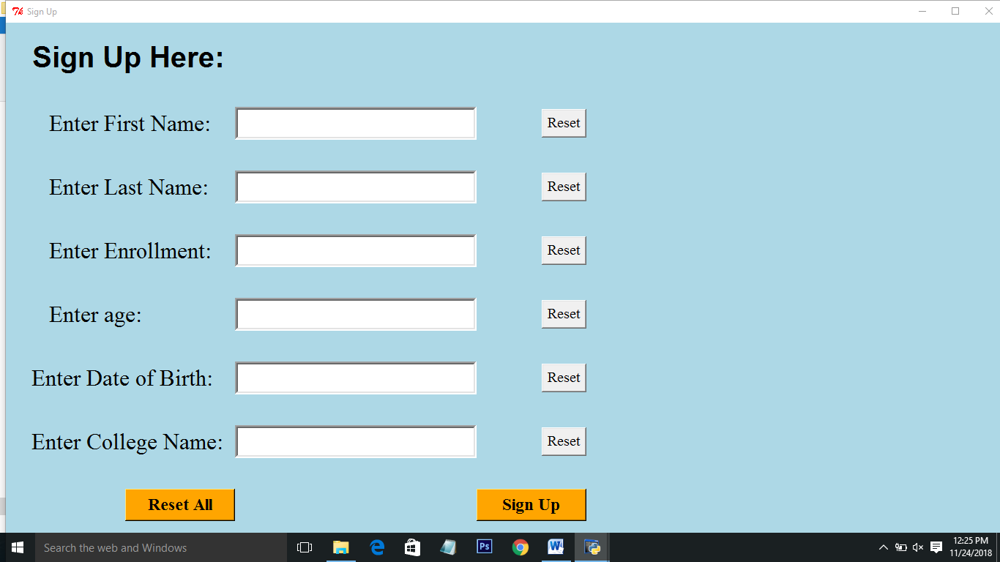 Sign Up
Sign Up Here:
Enter First Name: Reset
Enter Last Name: Reset
Enter Enrollment: Reset
Enter age: Reset
Enter Date of Birth: Reset
Enter College Name: Reset
Reset All Sign Up
Search the web and Windows
Ps
12:25 PM
11/24/2018